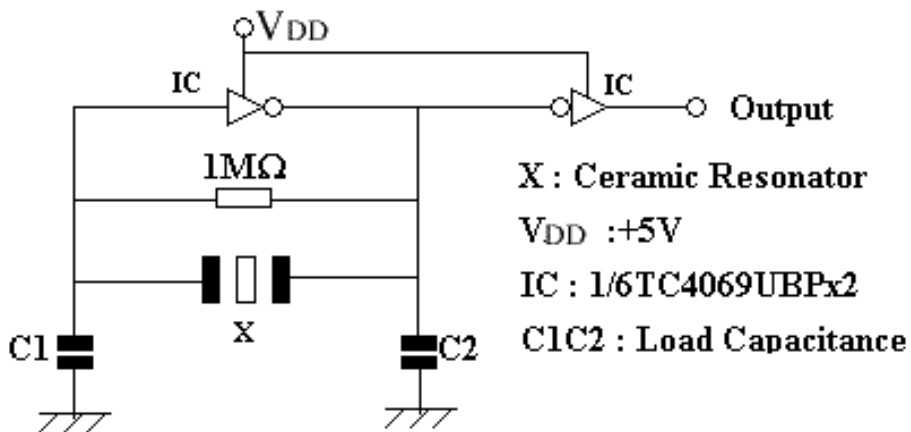 VDD
IC
IC
Output
1MΩ
X : Ceramic Resonator
VDD :+5V
X
IC : 1/6TC4069UBPx2
C1
C2
C1C2 : Load Capacitance